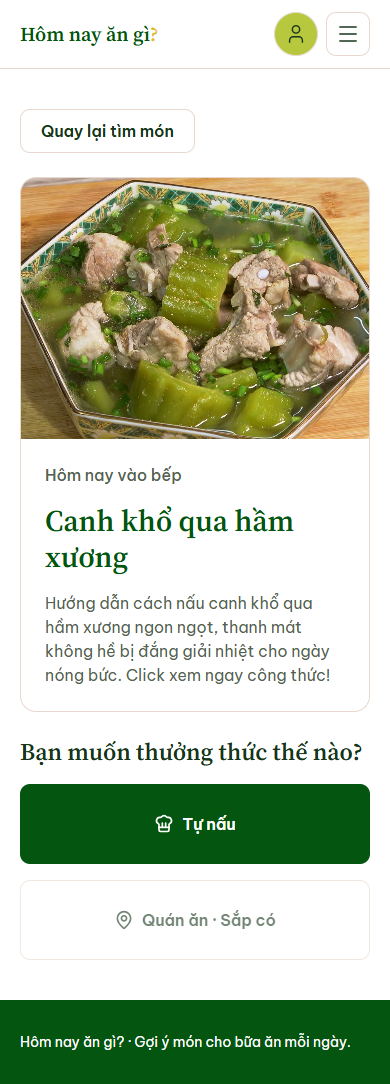 Hôm nay ăn gì?
Quay lại tìm món
Hôm nay vào bếp
Canh khổ qua hầm
xương
Hướng dẫn cách nấu canh khổ qua
hầm xương ngon ngọt, thanh mát
không hề bị đắng giải nhiệt cho ngày
nóng bức. Click xem ngay công thức!
Bạn muốn thưởng thức thế nào?
Tự nấu
Quán ăn · Sắp có
Hôm nay ăn gì? · Gợi ý món cho bữa ăn mỗi ngày.